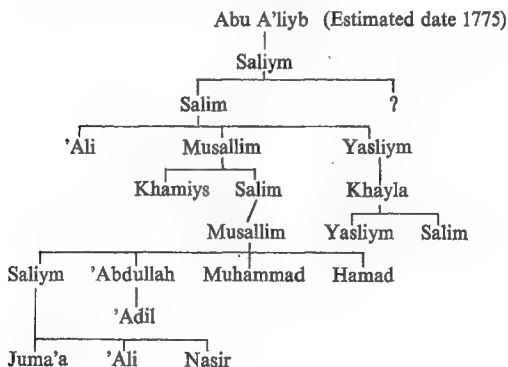 Abu A'liyb (Estimated date 1775)
Saliym
Salim ?
'Ali Musallim Yasliym
Khamiys Salim Khayla
Musallim Yasliym Salim
Saliym 'Abdullah Muhammad Hamad
'Adil
Juma'a 'Ali Nasir